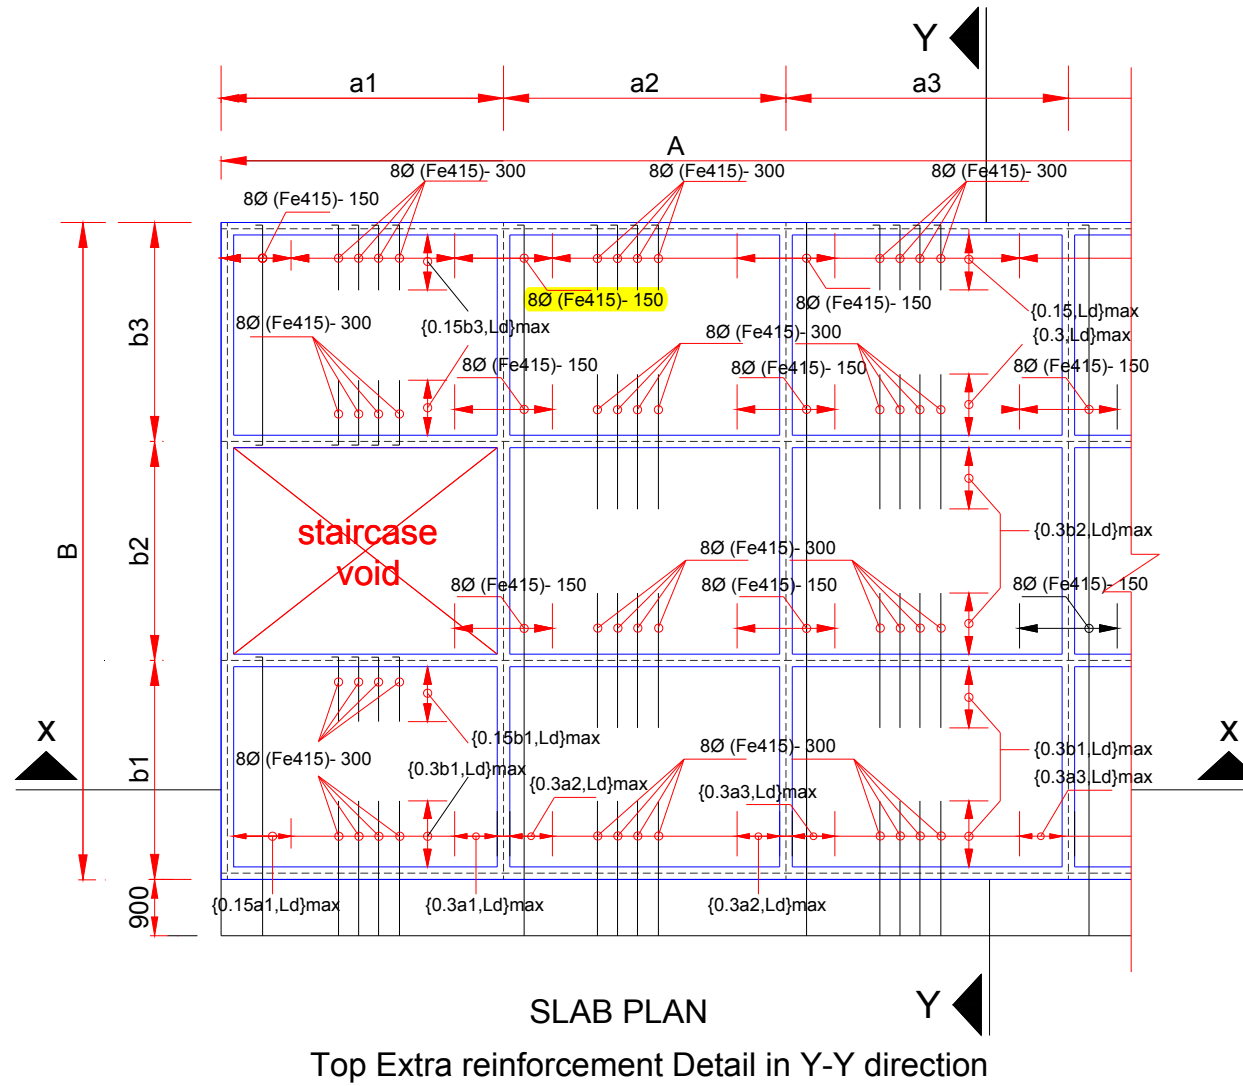 Y
a1
a2
a3
A
8Ø (Fe415)- 300
8Ø (Fe415)- 300
8Ø (Fe415)- 300
8Ø (Fe415)- 150
8Ø (Fe415)- 150
8Ø (Fe415)- 150
{0.15,Ld}max
b3
8Ø (Fe415)- 300
{0.15b3,Ld}max
8Ø (Fe415)- 300
{0.3,Ld}max
8Ø (Fe415)- 150
8Ø (Fe415)- 150
8Ø (Fe415)- 150
B
b2
staircase
void
{0.3b2,Ld}max
8Ø (Fe415)- 300
8Ø (Fe415)- 150
8Ø (Fe415)- 150
8Ø (Fe415)- 150
x
x
b1
{0.15b1,Ld}max
8Ø (Fe415)- 300
8Ø (Fe415)- 300
{0.3b1,Ld}max
{0.3b1,Ld}max
{0.3a2,Ld}max
{0.3a3,Ld}max
{0.3a3,Ld}max
900
{0.15a1,Ld}max
{0.3a1,Ld}max
{0.3a2,Ld}max
Y
SLAB PLAN
Top Extra reinforcement Detail in Y-Y direction